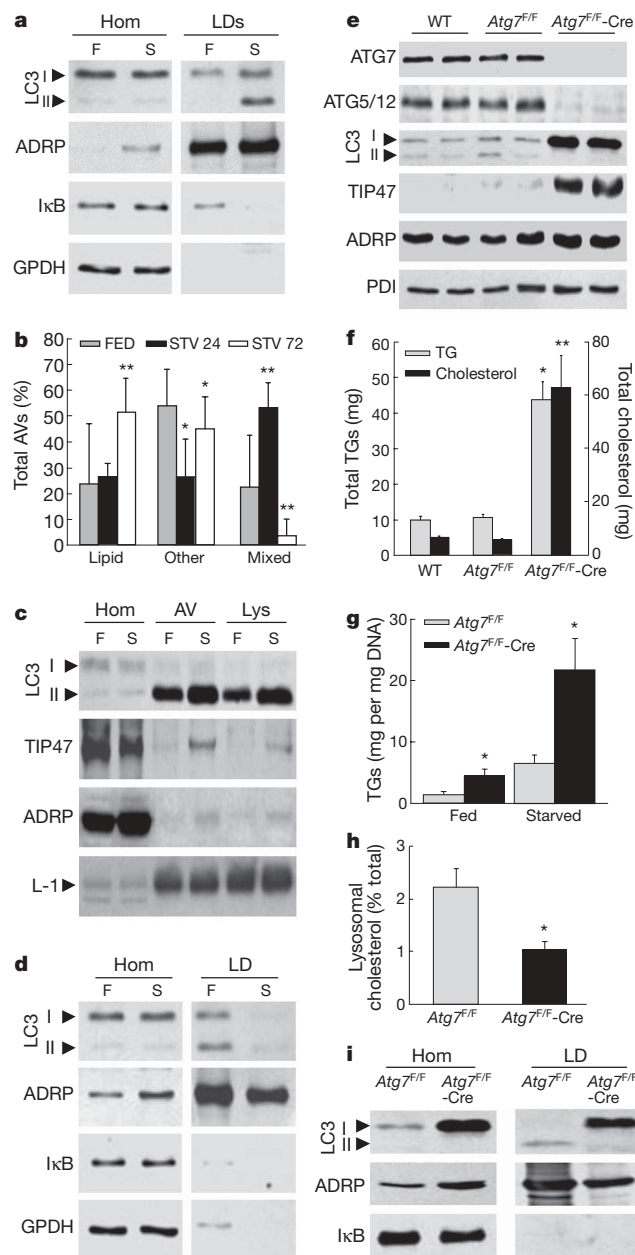 a
Hom LDs
F S F S
LC3 I
II
ADRP
IκB
GPDH
b
FED STV 24 STV 72
Total AVs (%)
80
70
60
50
40
30
20
10
0
** * ** * **
Lipid Other Mixed
c
Hom AV Lys
F S F S F S
LC3 I
II
TIP47
ADRP
L-1
d
Hom LD
F S F S
LC3 I
II
ADRP
IκB
GPDH
e
WT Atg7F/F Atg7F/F-Cre
ATG7
ATG5/12
LC3 I
II
TIP47
ADRP
PDI
f
TG
Cholesterol
Total TGs (mg)
60
50
40
30
20
10
0
* **
Total cholesterol (mg)
80
60
40
20
0
WT Atg7F/F Atg7F/F-Cre
g
Atg7F/F
Atg7F/F-Cre
TGs (mg per mg DNA)
30
20
10
0
* *
Fed Starved
h
Lysosomal cholesterol (% total)
3
2
1
0
*
Atg7F/F Atg7F/F-Cre
i
Hom LD
Atg7F/F Atg7F/F Atg7F/F Atg7F/F
-Cre -Cre
LC3 I
II
ADRP
IκB